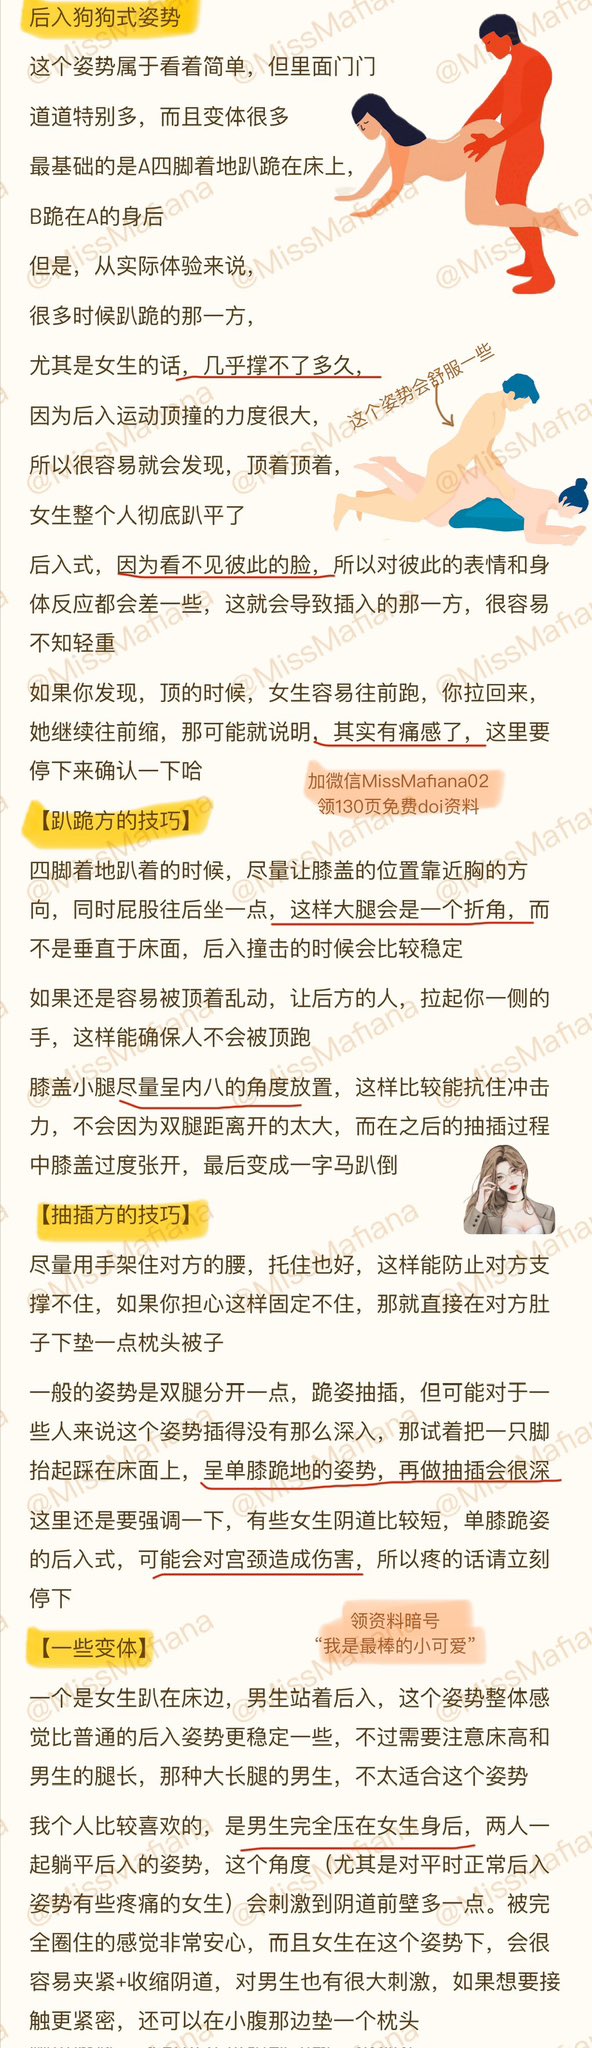 后入狗狗式姿势
这个姿势属于看着简单，但里面门门
道道特别多，而且变体很多
最基础的是A四脚着地趴跪在床上，
B跪在A的身后
但是，从实际体验来说，
很多时候趴跪的那一方，
尤其是女生的话，几乎撑不了多久，
这个姿势会舒服一些
因为后入运动顶撞的力度很大，
所以很容易就会发现，顶着顶着，
女生整个人彻底趴平了
后入式，因为看不见彼此的脸，所以对彼此的表情和身
体反应都会差一些，这就会导致插入的那一方，很容易
不知轻重
如果你发现，顶的时候，女生容易往前跑，你拉回来，
她继续往前缩，那可能就说明，其实有痛感了，这里要
停下来确认一下哈
加微信MissMafiana02
领130页免费doi资料
【趴跪方的技巧】
四脚着地趴着的时候，尽量让膝盖的位置靠近胸的方
向，同时屁股往后坐一点，这样大腿会是一个折角，而
不是垂直于床面，后入撞击的时候会比较稳定
如果还是容易被顶着乱动，让后方的人，拉起你一侧的
手，这样能确保人不会被顶跑
膝盖小腿尽量呈内八的角度放置，这样比较能抗住冲击
力，不会因为双腿距离开的太大，而在之后的抽插过程
中膝盖过度张开，最后变成一字马趴倒
【抽插方的技巧】
尽量用手架住对方的腰，托住也好，这样能防止对方支
撑不住，如果你担心这样固定不住，那就直接在对方肚
子下垫一点枕头被子
一般的姿势是双腿分开一点，跪姿抽插，但可能对于一
些人来说这个姿势插得没有那么深入，那试着把一只脚
抬起踩在床面上，呈单膝跪地的姿势，再做抽插会很深
这里还是要强调一下，有些女生阴道比较短，单膝跪姿
的后入式，可能会对宫颈造成伤害，所以疼的话请立刻
停下
领资料暗号
“我是最棒的小可爱”
【一些变体】
一个是女生趴在床边，男生站着后入，这个姿势整体感
觉比普通的后入姿势更稳定一些，不过需要注意床高和
男生的腿长，那种大长腿的男生，不太适合这个姿势
我个人比较喜欢的，是男生完全压在女生身后，两人一
起躺平后入的姿势，这个角度（尤其是对平时正常后入
姿势有些疼痛的女生）会刺激到阴道前壁多一点。被完
全圈住的感觉非常安心，而且女生在这个姿势下，会很
容易夹紧+收缩阴道，对男生也有很大刺激，如果想要接
触更紧密，还可以在小腹那边垫一个枕头
@MissMafiana